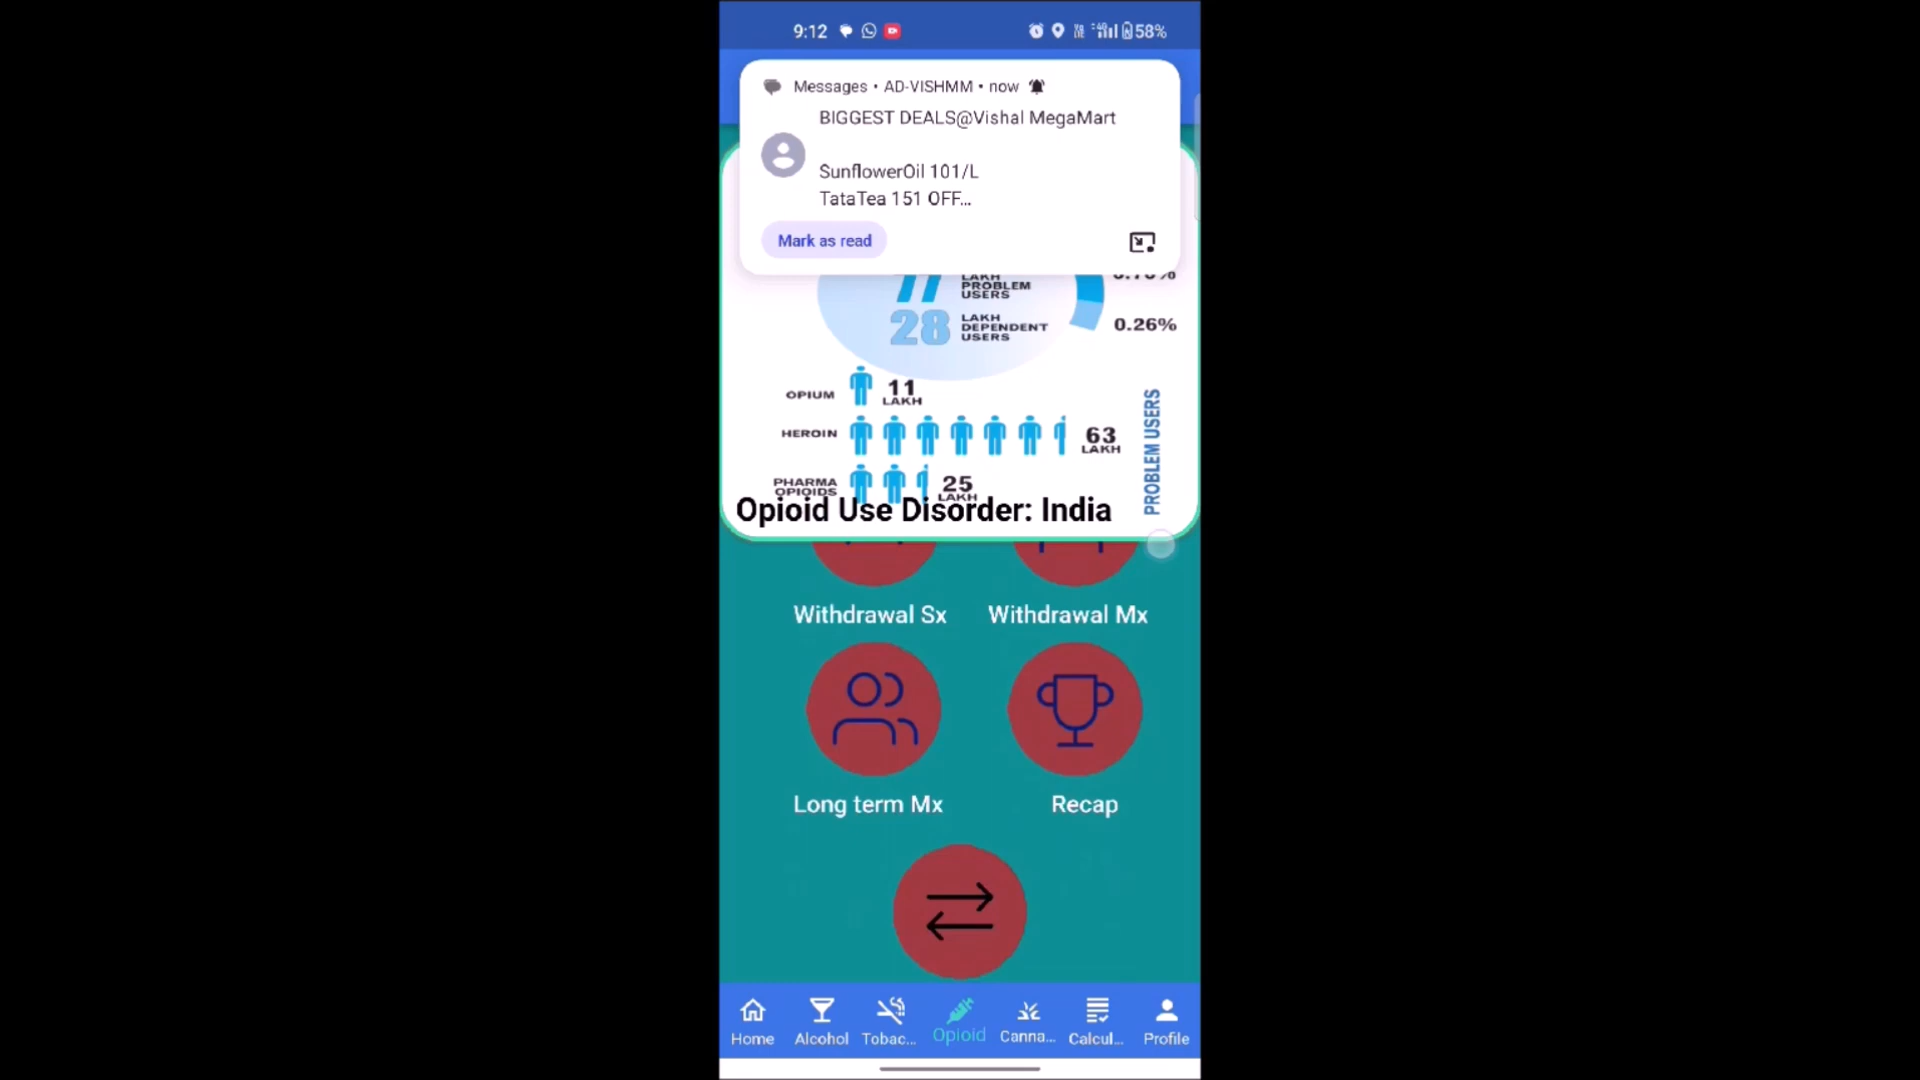 9:12
58%
Messages • AD-VISHMM • now
BIGGEST DEALS@Vishal MegaMart
SunflowerOil 101/L
TataTea 151 OFF...
Mark as read
77 LAKH
PROBLEM
USERS
28 LAKH
DEPENDENT
USERS
0.26%
OPIUM 11
LAKH
HEROIN 63
LAKH
PHARMA
OPIOIDS 25
LAKH
PROBLEM USERS
Opioid Use Disorder: India
Withdrawal Sx
Withdrawal Mx
Long term Mx
Recap
Home
Alcohol
Tobac...
Opioid
Canna...
Calcul...
Profile